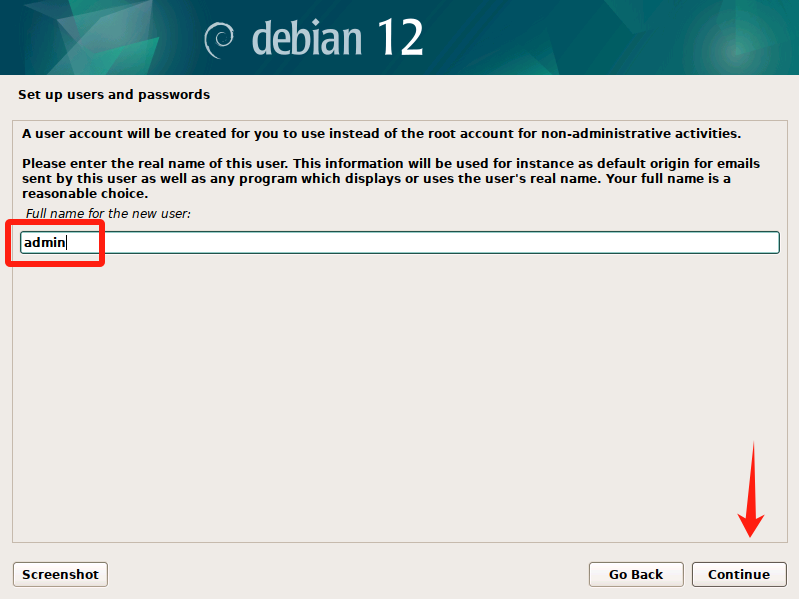 debian 12
Set up users and passwords
A user account will be created for you to use instead of the root account for non-administrative activities.
Please enter the real name of this user. This information will be used for instance as default origin for emails
sent by this user as well as any program which displays or uses the user's real name. Your full name is a
reasonable choice.
Full name for the new user:
admin
Screenshot
Go Back
Continue